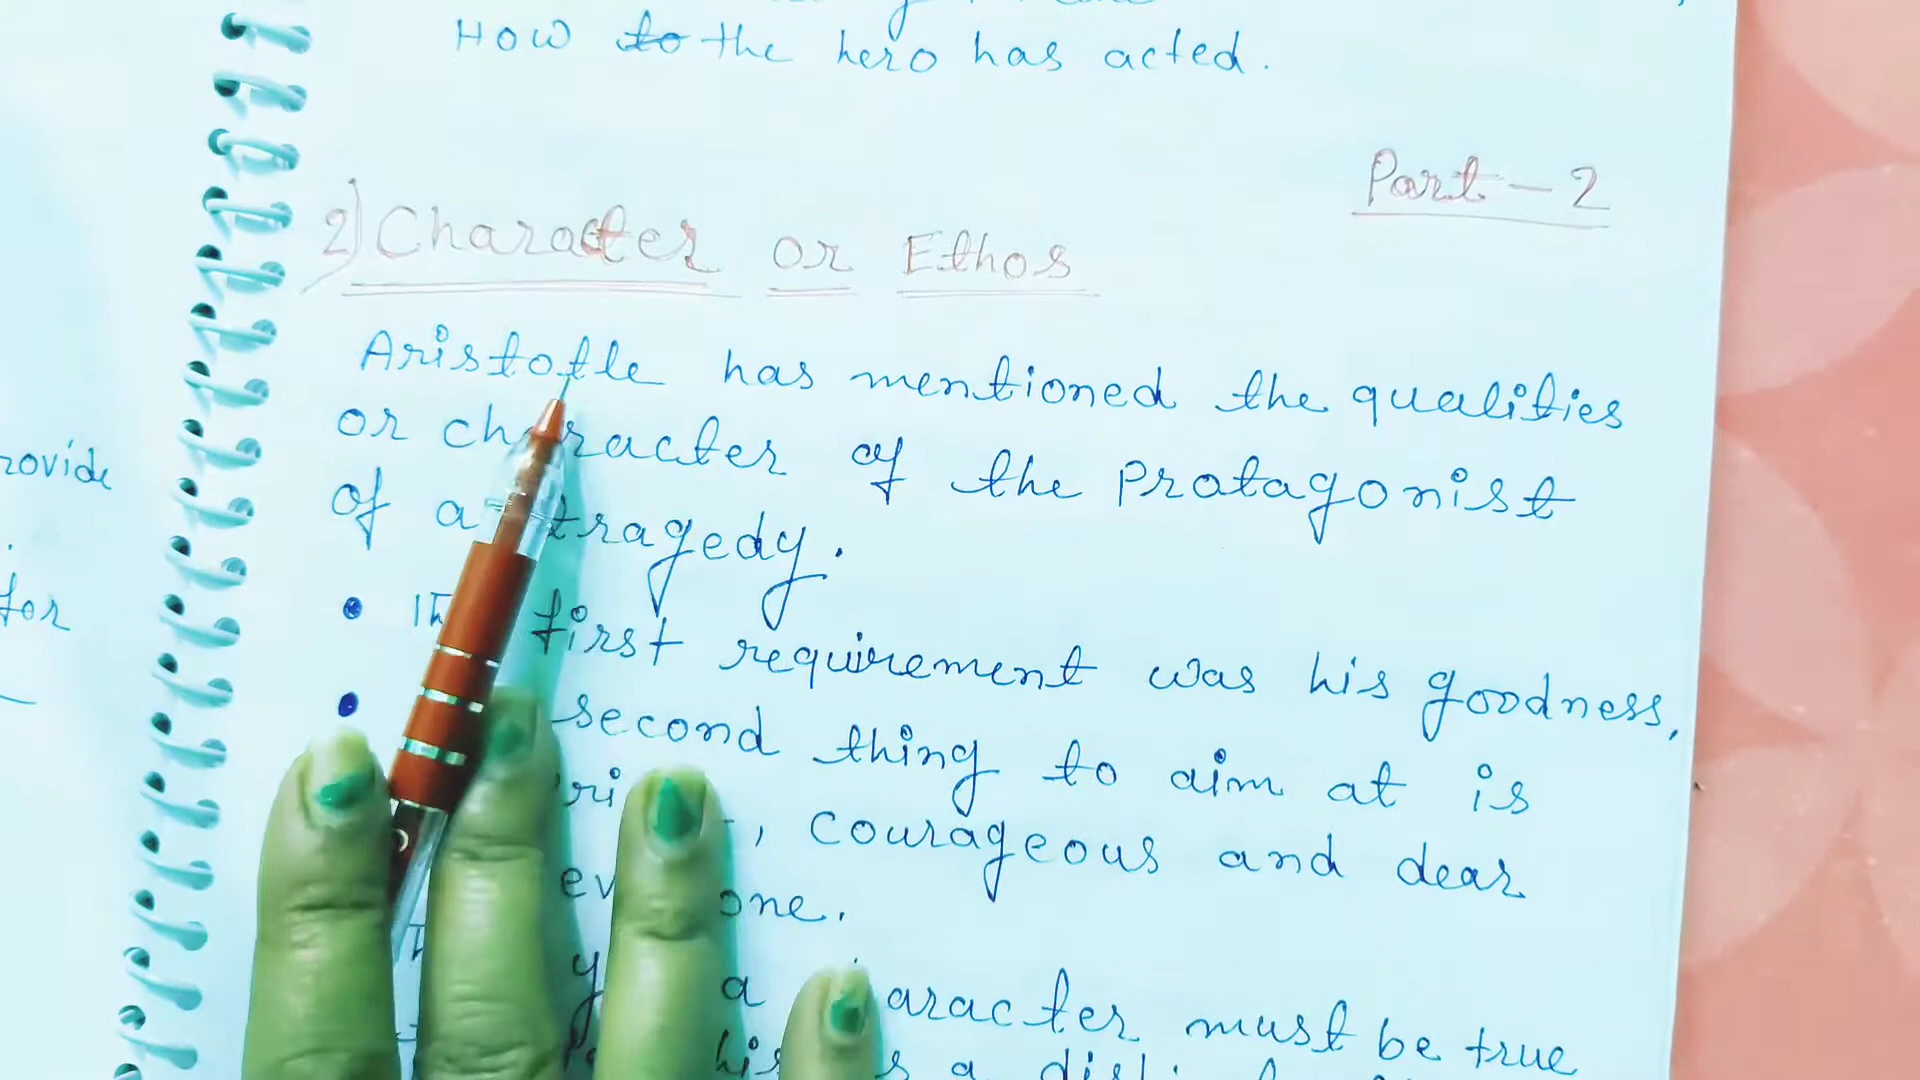 How to the hero has acted.
Part-2
2) Character or Ethos
Aristotle has mentioned the qualities
or character of the Protagonist
of a tragedy.
• first requirement was his goodness,
• second thing to aim at is
, courageous and dear
one.
a must be true
rovide
for